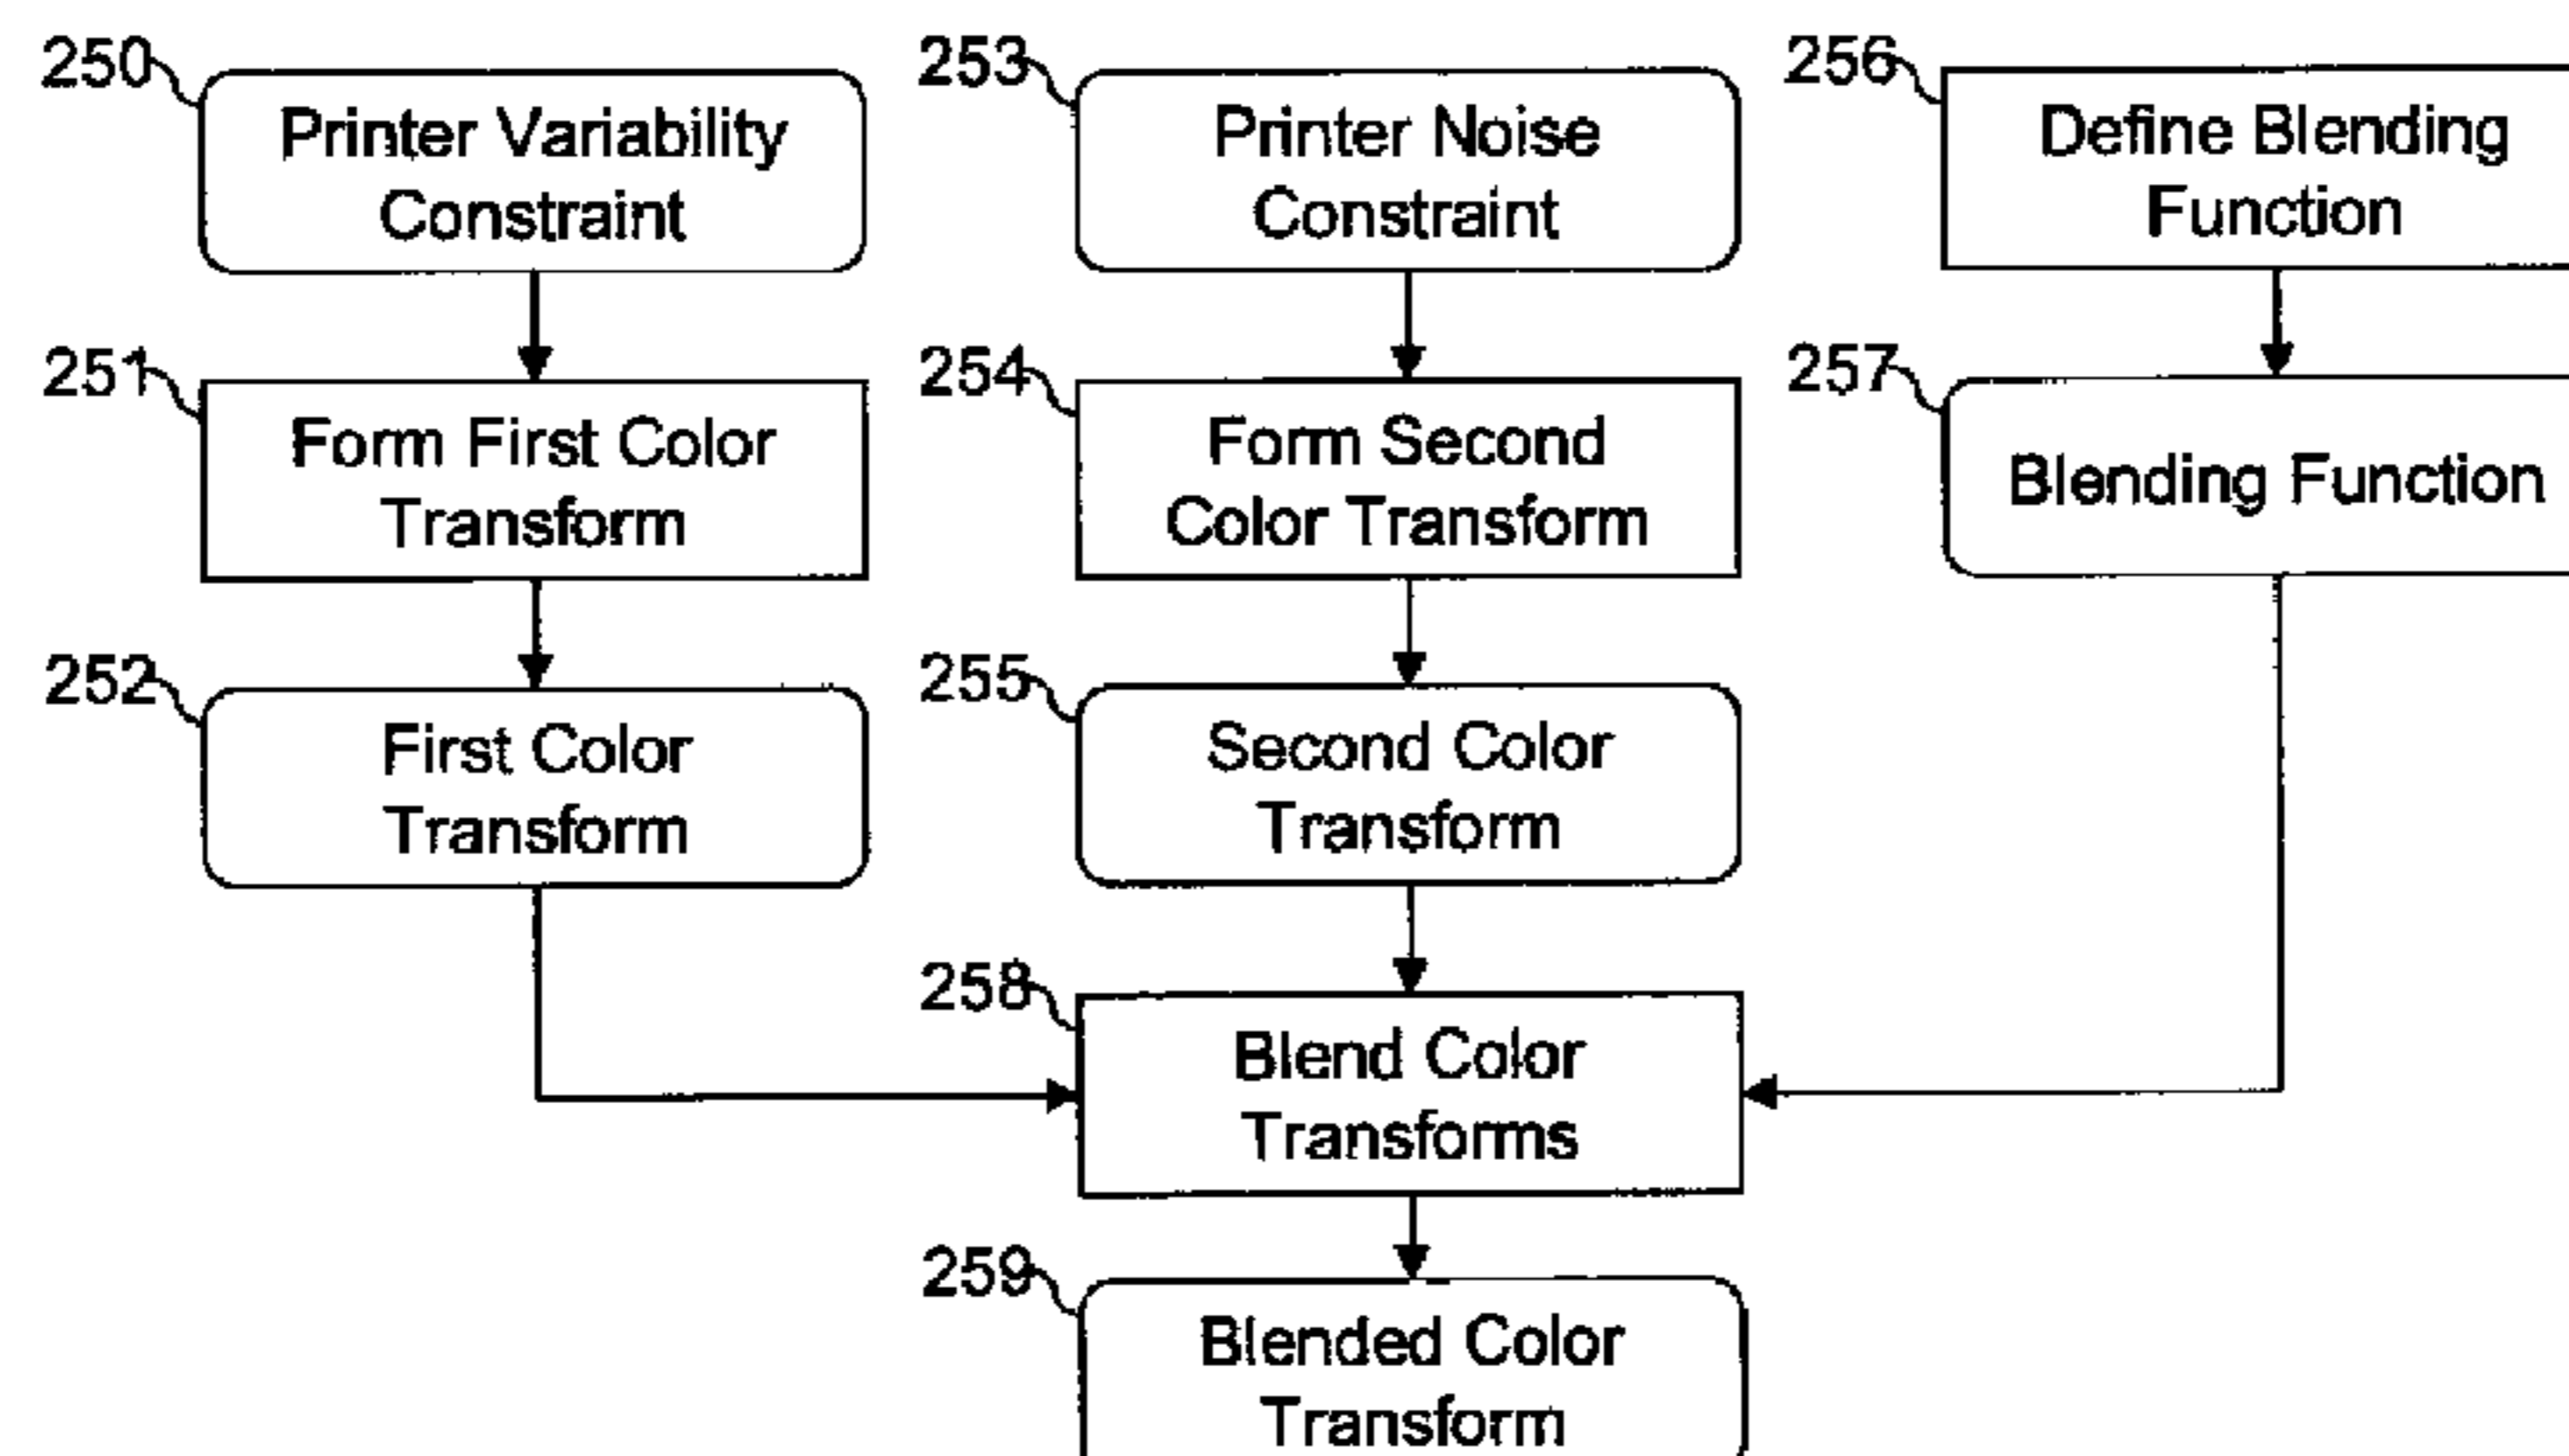 250
Printer Variability
Constraint
253
Printer Noise
Constraint
256
Define Blending
Function
251
Form First Color
Transform
254
Form Second
Color Transform
257
Blending Function
252
First Color
Transform
255
Second Color
Transform
258
Blend Color
Transforms
259
Blended Color
Transform